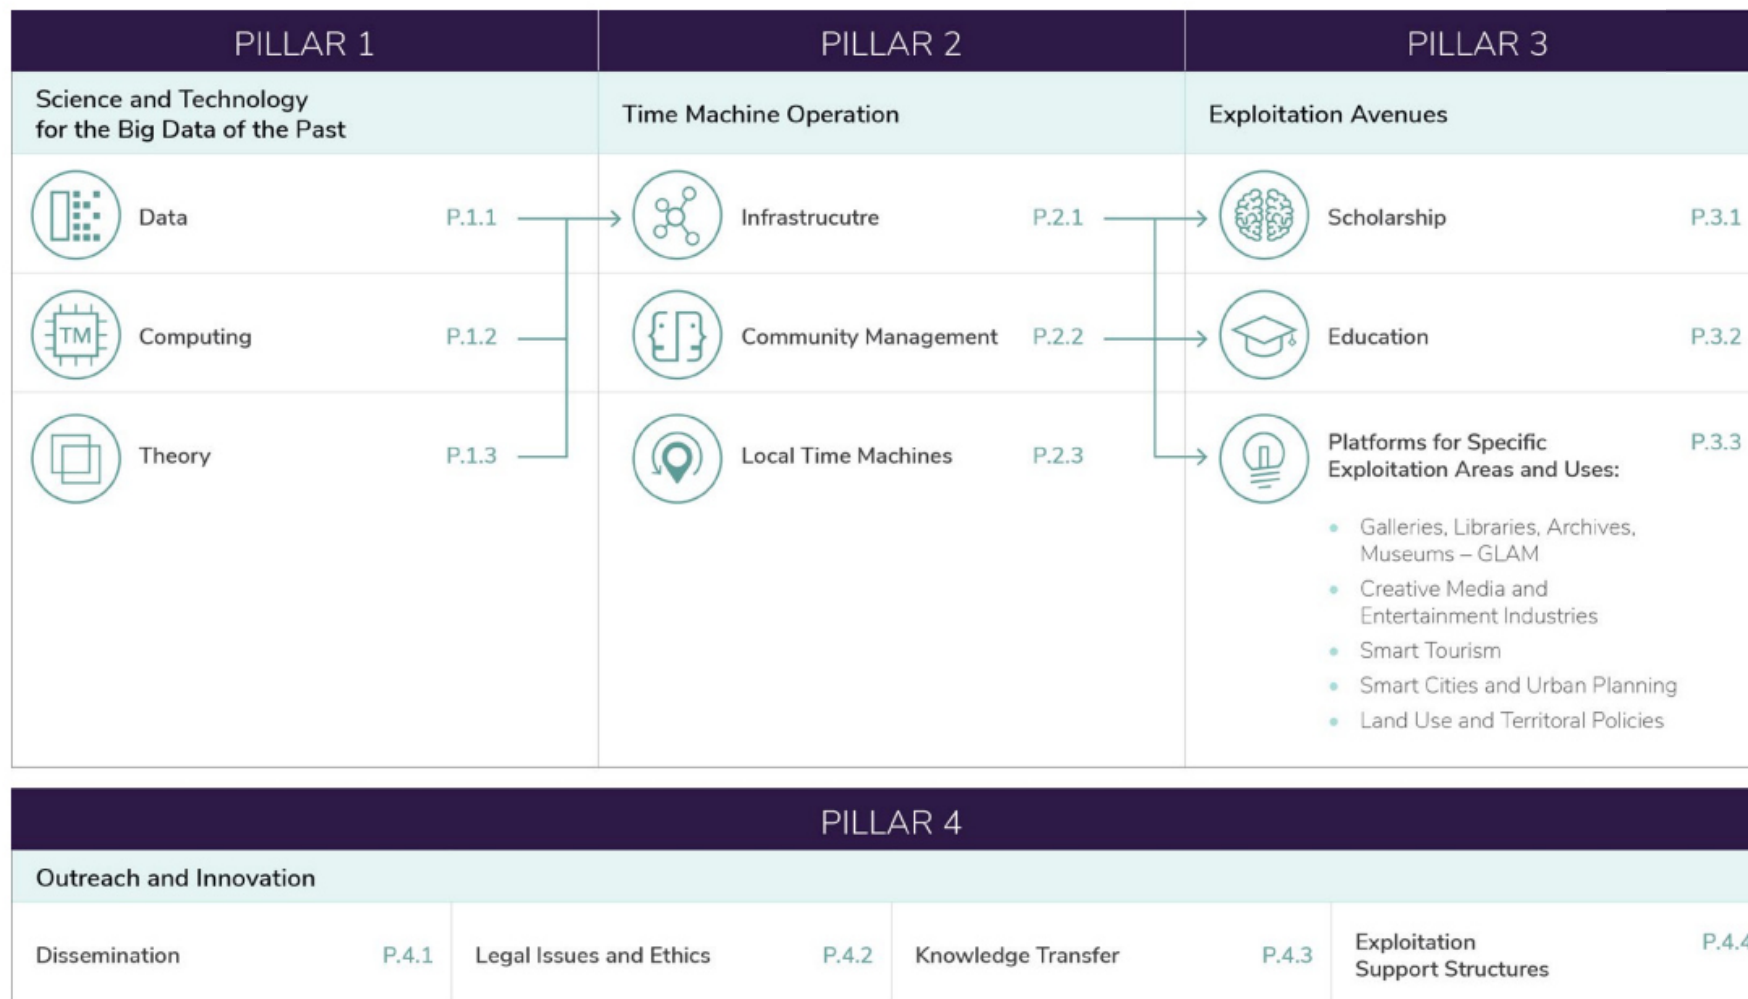 PILLAR 1
PILLAR 2
PILLAR 3
Science and Technology
for the Big Data of the Past
Time Machine Operation
Exploitation Avenues
Data
P.1.1
Infrastrucutre
P.2.1
Scholarship
P.3.1
TM
Computing
P.1.2
Community Management
P.2.2
Education
P.3.2
Theory
P.1.3
Local Time Machines
P.2.3
Platforms for Specific
Exploitation Areas and Uses:
P.3.3
• Galleries, Libraries, Archives,
Museums – GLAM
• Creative Media and
Entertainment Industries
• Smart Tourism
• Smart Cities and Urban Planning
• Land Use and Territoral Policies
PILLAR 4
Outreach and Innovation
Dissemination
P.4.1
Legal Issues and Ethics
P.4.2
Knowledge Transfer
P.4.3
Exploitation
Support Structures
P.4.4